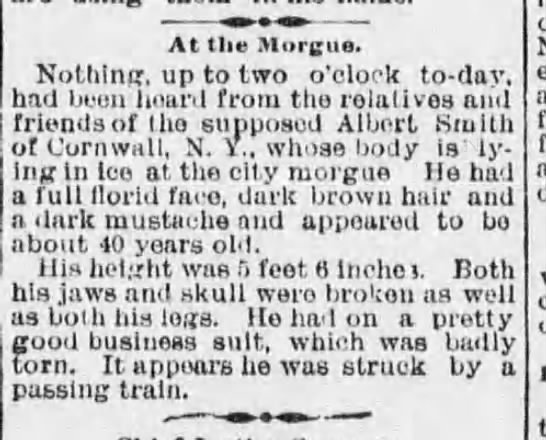 At the Morgue.
Nothing, up to two o'clock to-day,
had been heard from the relatives and
friends of the supposed Albert Smith
of Cornwall, N. Y., whose body is ly-
ing in ice at the city morgue He had
a full florid face, dark brown hair and
a dark mustache and appeared to be
about 40 years old.
His height was 5 feet 6 inches. Both
his jaws and skull were broken as well
as both his legs. He had on a pretty
good business suit, which was badly
torn. It appears he was struck by a
passing train.